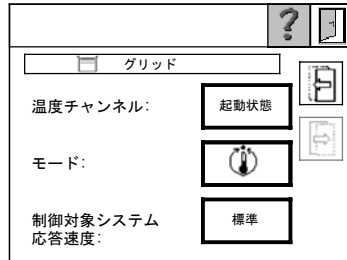 ?
グリッド
温度チャンネル:
起動状態
モード:
制御対象システム
応答速度:
標準